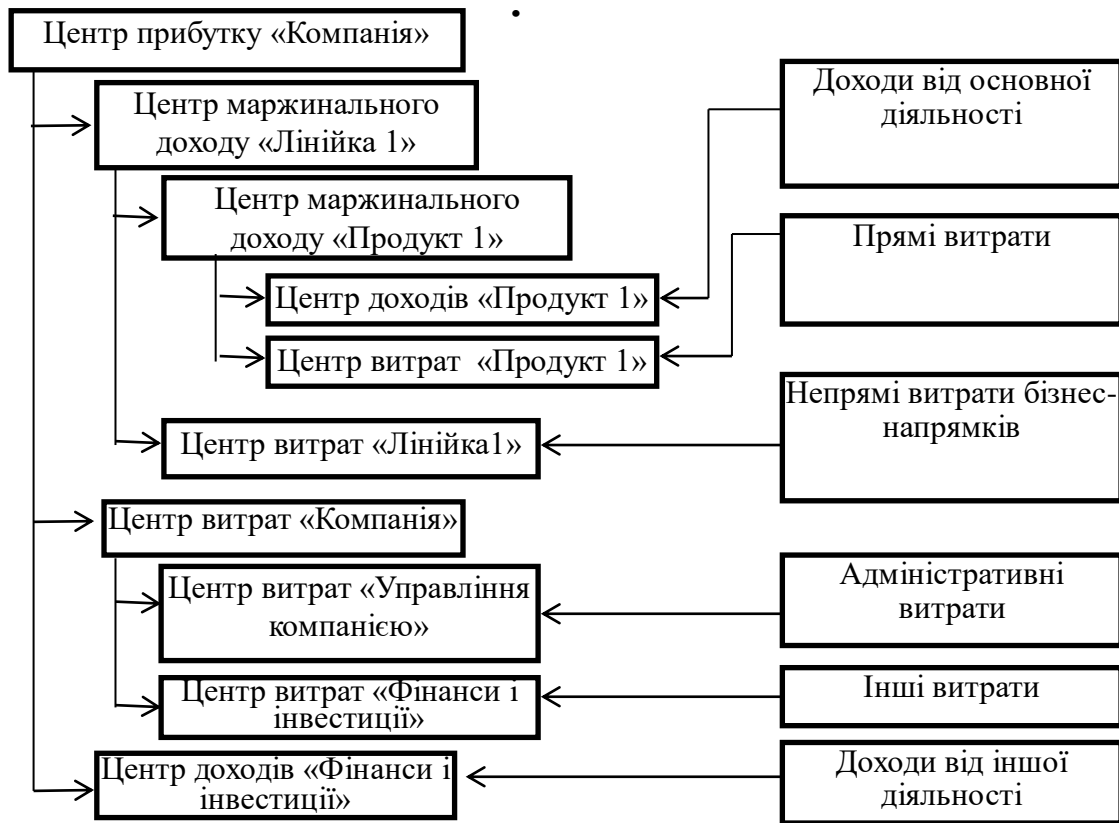 Центр прибутку «Компанія»
Центр маржинального
доходу «Лінійка 1»
Центр маржинального
доходу «Продукт 1»
Центр доходів «Продукт 1»
Центр витрат «Продукт 1»
Центр витрат «Лінійка1»
Центр витрат «Компанія»
Центр витрат «Управління
компанією»
Центр витрат «Фінанси і
інвестиції»
Центр доходів «Фінанси і
інвестиції»
Доходи від основної
діяльності
Прямі витрати
Непрямі витрати бізнес-
напрямків
Адміністративні
витрати
Інші витрати
Доходи від іншої
діяльності